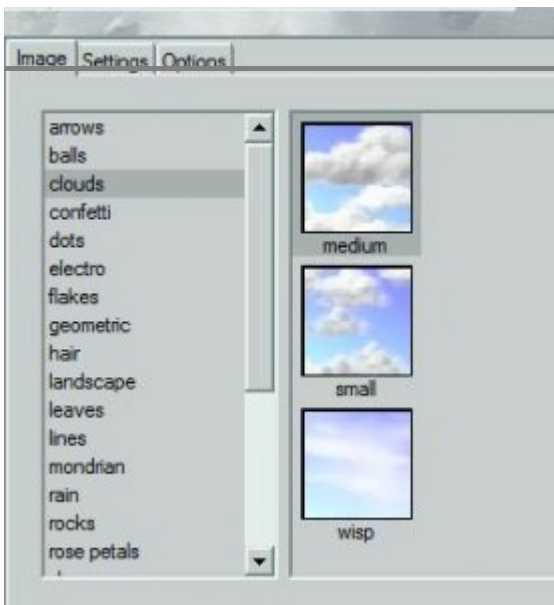 Image Settings Options
arrows
balls
clouds
confetti
dots
electro
flakes
geometric
hair
landscape
leaves
lines
mondrian
rain
rocks
rose petals
medium
small
wisp